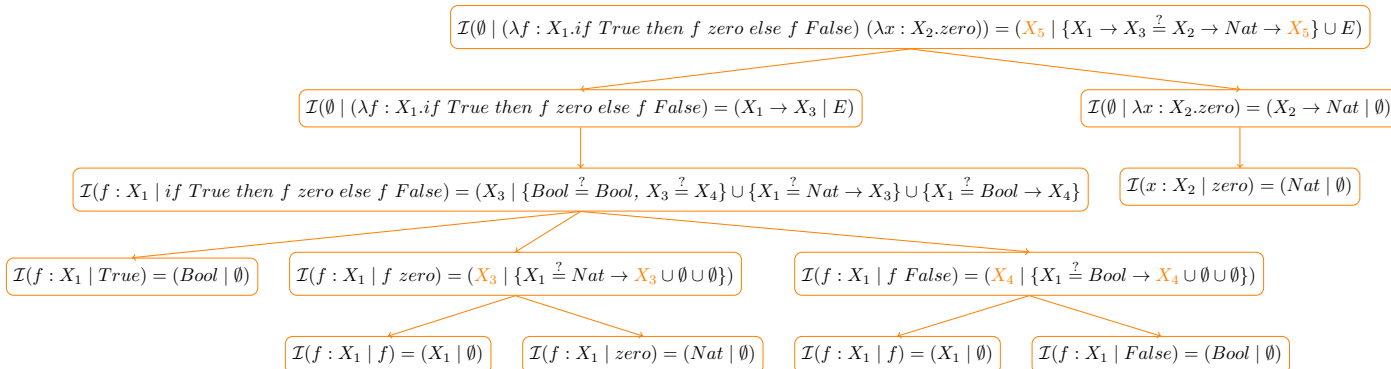 𝓘(∅ | (λf : X₁.if True then f zero else f False) (λx : X₂.zero)) = (X₅ | {X₁ → X₃ ≟ X₂ → Nat → X₅} ∪ E)
𝓘(∅ | (λf : X₁.if True then f zero else f False) = (X₁ → X₃ | E)
𝓘(∅ | λx : X₂.zero) = (X₂ → Nat | ∅)
𝓘(f : X₁ | if True then f zero else f False) = (X₃ | {Bool ≟ Bool, X₃ ≟ X₄} ∪ {X₁ ≟ Nat → X₃} ∪ {X₁ ≟ Bool → X₄}
𝓘(x : X₂ | zero) = (Nat | ∅)
𝓘(f : X₁ | True) = (Bool | ∅)
𝓘(f : X₁ | f zero) = (X₃ | {X₁ ≟ Nat → X₃ ∪ ∅ ∪ ∅})
𝓘(f : X₁ | f False) = (X₄ | {X₁ ≟ Bool → X₄ ∪ ∅ ∪ ∅})
𝓘(f : X₁ | f) = (X₁ | ∅)
𝓘(f : X₁ | zero) = (Nat | ∅)
𝓘(f : X₁ | f) = (X₁ | ∅)
𝓘(f : X₁ | False) = (Bool | ∅)